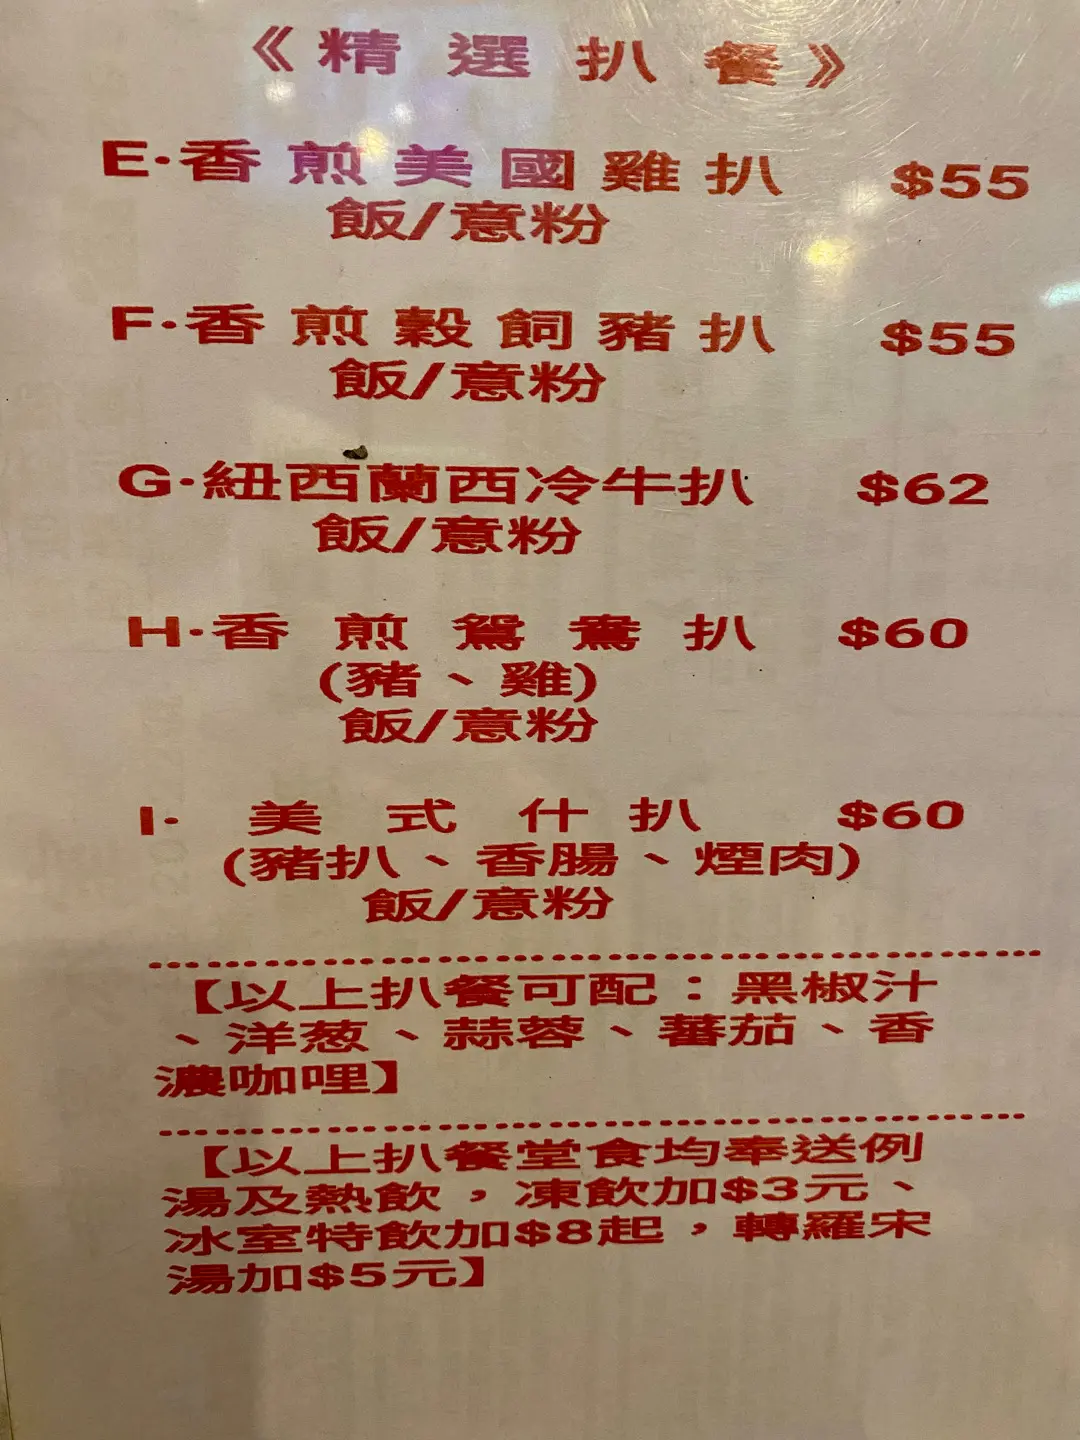 《精選扒餐》
E·香煎美國雞扒 $55
飯/意粉
F·香煎穀飼豬扒 $55
飯/意粉
G·紐西蘭西冷牛扒 $62
飯/意粉
H·香煎鴛鴦扒 $60
(豬、雞)
飯/意粉
I· 美式什扒 $60
(豬扒、香腸、煙肉)
飯/意粉
【以上扒餐可配：黑椒汁
、洋葱、蒜蓉、蕃茄、香
濃咖哩】
【以上扒餐堂食均奉送例
湯及熱飲，凍飲加$3元、
冰室特飲加$8起，轉羅宋
湯加$5元】